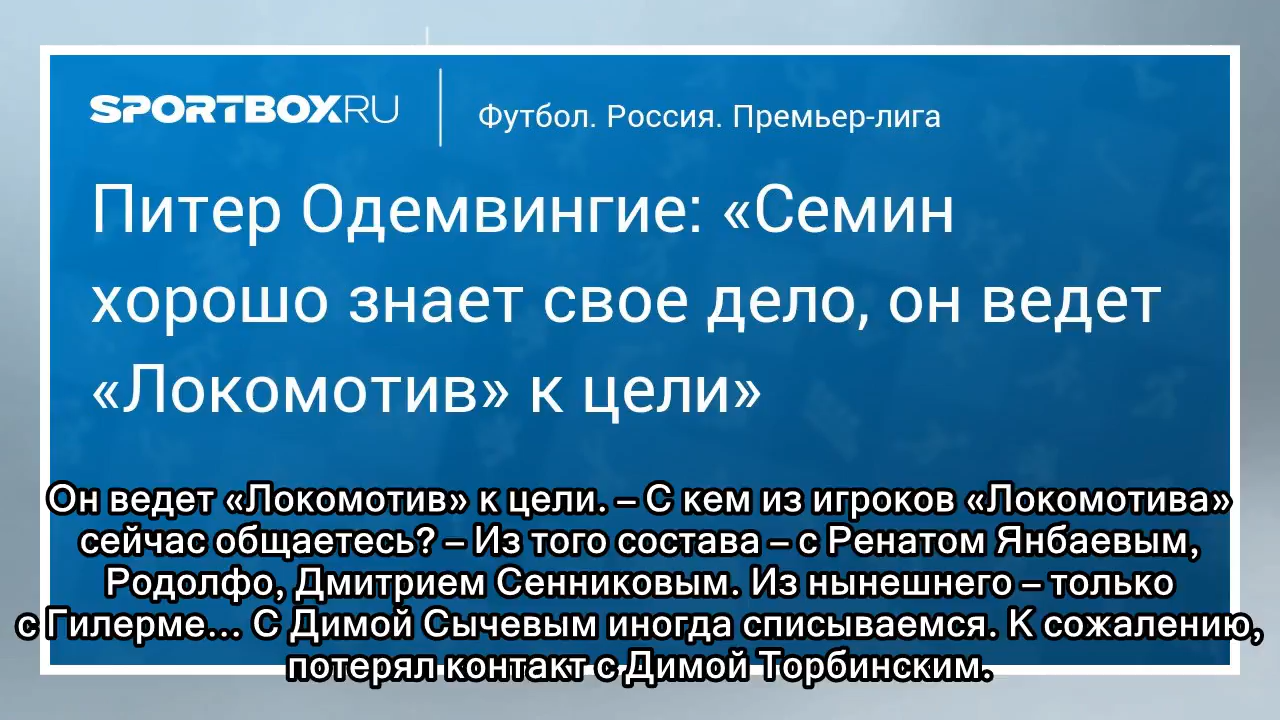 SPORTBOXRU
Футбол. Россия. Премьер-лига
Питер Одемвингие: «Семин
хорошо знает свое дело, он ведет
«Локомотив» к цели»
Он ведет «Локомотив» к цели. – С кем из игроков «Локомотива»
сейчас общаетесь? – Из того состава – с Ренатом Янбаевым,
Родолфо, Дмитрием Сенниковым. Из нынешнего – только
с Гилерме... С Димой Сычевым иногда списываемся. К сожалению,
потерял контакт с Димой Торбинским.